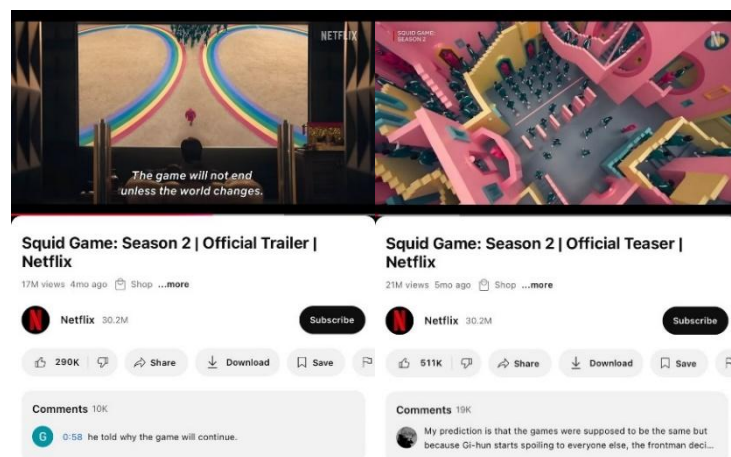 NETFLIX
The game will not end
unless the world changes.
Squid Game: Season 2 | Official Trailer |
Netflix
17M views 4mo ago Shop ...more
N Netflix 30.2M Subscribe
290K Share Download Save
Comments 10K
G 0:58 he told why the game will continue.
SQUID GAME
SEASON 2
N
Squid Game: Season 2 | Official Teaser |
Netflix
21M views 5mo ago Shop ...more
N Netflix 30.2M Subscribe
511K Share Download Save
Comments 19K
My prediction is that the games were supposed to be the same but
because Gi-hun starts spoiling to everyone else, the frontman deci...